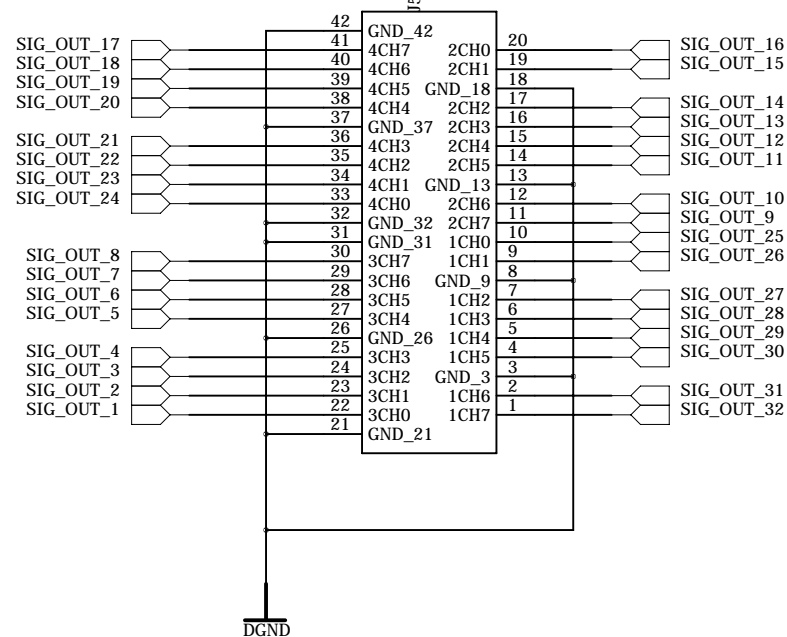 J5
42 GND_42
SIG_OUT_17 41 4CH7 2CH0 20 SIG_OUT_16
SIG_OUT_18 40 4CH6 2CH1 19 SIG_OUT_15
SIG_OUT_19 39 4CH5 GND_18 18
SIG_OUT_20 38 4CH4 2CH2 17 SIG_OUT_14
37 GND_37 2CH3 16 SIG_OUT_13
SIG_OUT_21 36 4CH3 2CH4 15 SIG_OUT_12
SIG_OUT_22 35 4CH2 2CH5 14 SIG_OUT_11
SIG_OUT_23 34 4CH1 GND_13 13
SIG_OUT_24 33 4CH0 2CH6 12 SIG_OUT_10
32 GND_32 2CH7 11 SIG_OUT_9
31 GND_31 1CH0 10 SIG_OUT_25
SIG_OUT_8 30 3CH7 1CH1 9 SIG_OUT_26
SIG_OUT_7 29 3CH6 GND_9 8
SIG_OUT_6 28 3CH5 1CH2 7 SIG_OUT_27
SIG_OUT_5 27 3CH4 1CH3 6 SIG_OUT_28
26 GND_26 1CH4 5 SIG_OUT_29
SIG_OUT_4 25 3CH3 1CH5 4 SIG_OUT_30
SIG_OUT_3 24 3CH2 GND_3 3
SIG_OUT_2 23 3CH1 1CH6 2 SIG_OUT_31
SIG_OUT_1 22 3CH0 1CH7 1 SIG_OUT_32
21 GND_21
DGND